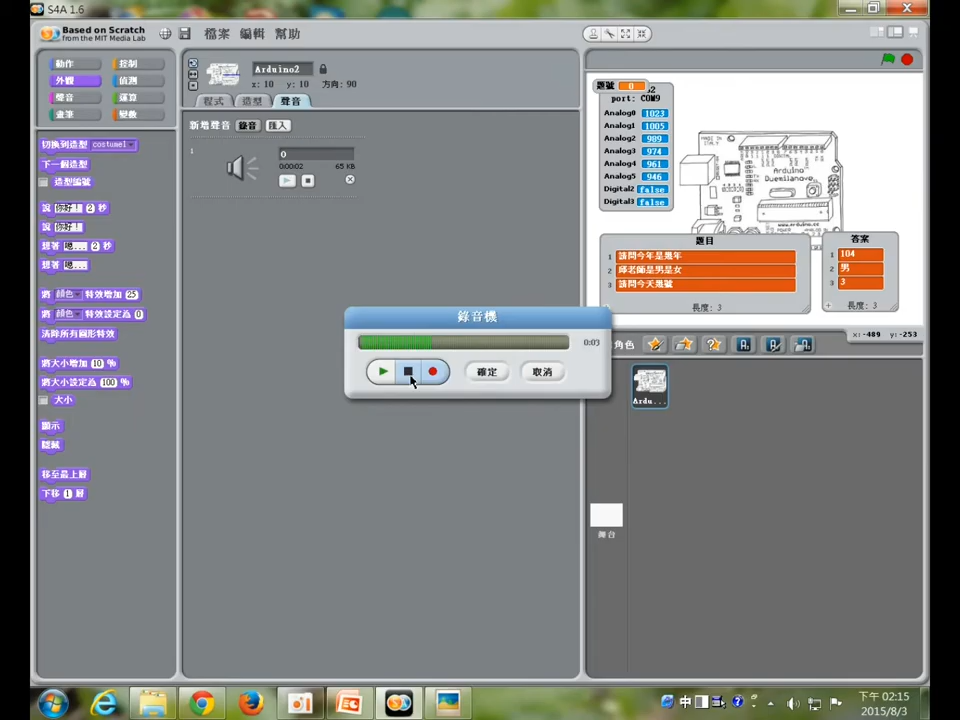 S4A 1.6
Based on Scratch
from the MIT Media Lab
檔案 編輯 幫助
動作 控制
外觀 偵測
聲音 運算
畫筆 變數
Arduino2
x: 10 y: 10 方向: 90
程式 造型 聲音
新增聲音 錄音 匯入
1
0
0:00:02 65 KB
切換到造型 costume1
下一個造型
造型編號
說 你好! 2 秒
說 你好!
想著 嗯... 2 秒
想著 嗯...
將 顏色 特效增加 25
將 顏色 特效設定為 0
清除所有圖形特效
將大小增加 10 %
將大小設定為 100 %
大小
顯示
隱藏
移至最上層
下移 1 層
題號 0
port: COM9
Analog0 1023
Analog1 1005
Analog2 989
Analog3 974
Analog4 961
Analog5 946
Digital2 false
Digital3 false
MADE IN
ITALY
Arduino
Duemilanove
題目
1 請問今年是幾年
2 邱老師是男是女
3 請問今天幾號
長度: 3
答案
1 104
2 男
3 3
長度: 3
x: -489 y: -253
角色
Ardu...
舞台
錄音機
0:03
確定 取消
中
下午 02:15
2015/8/3